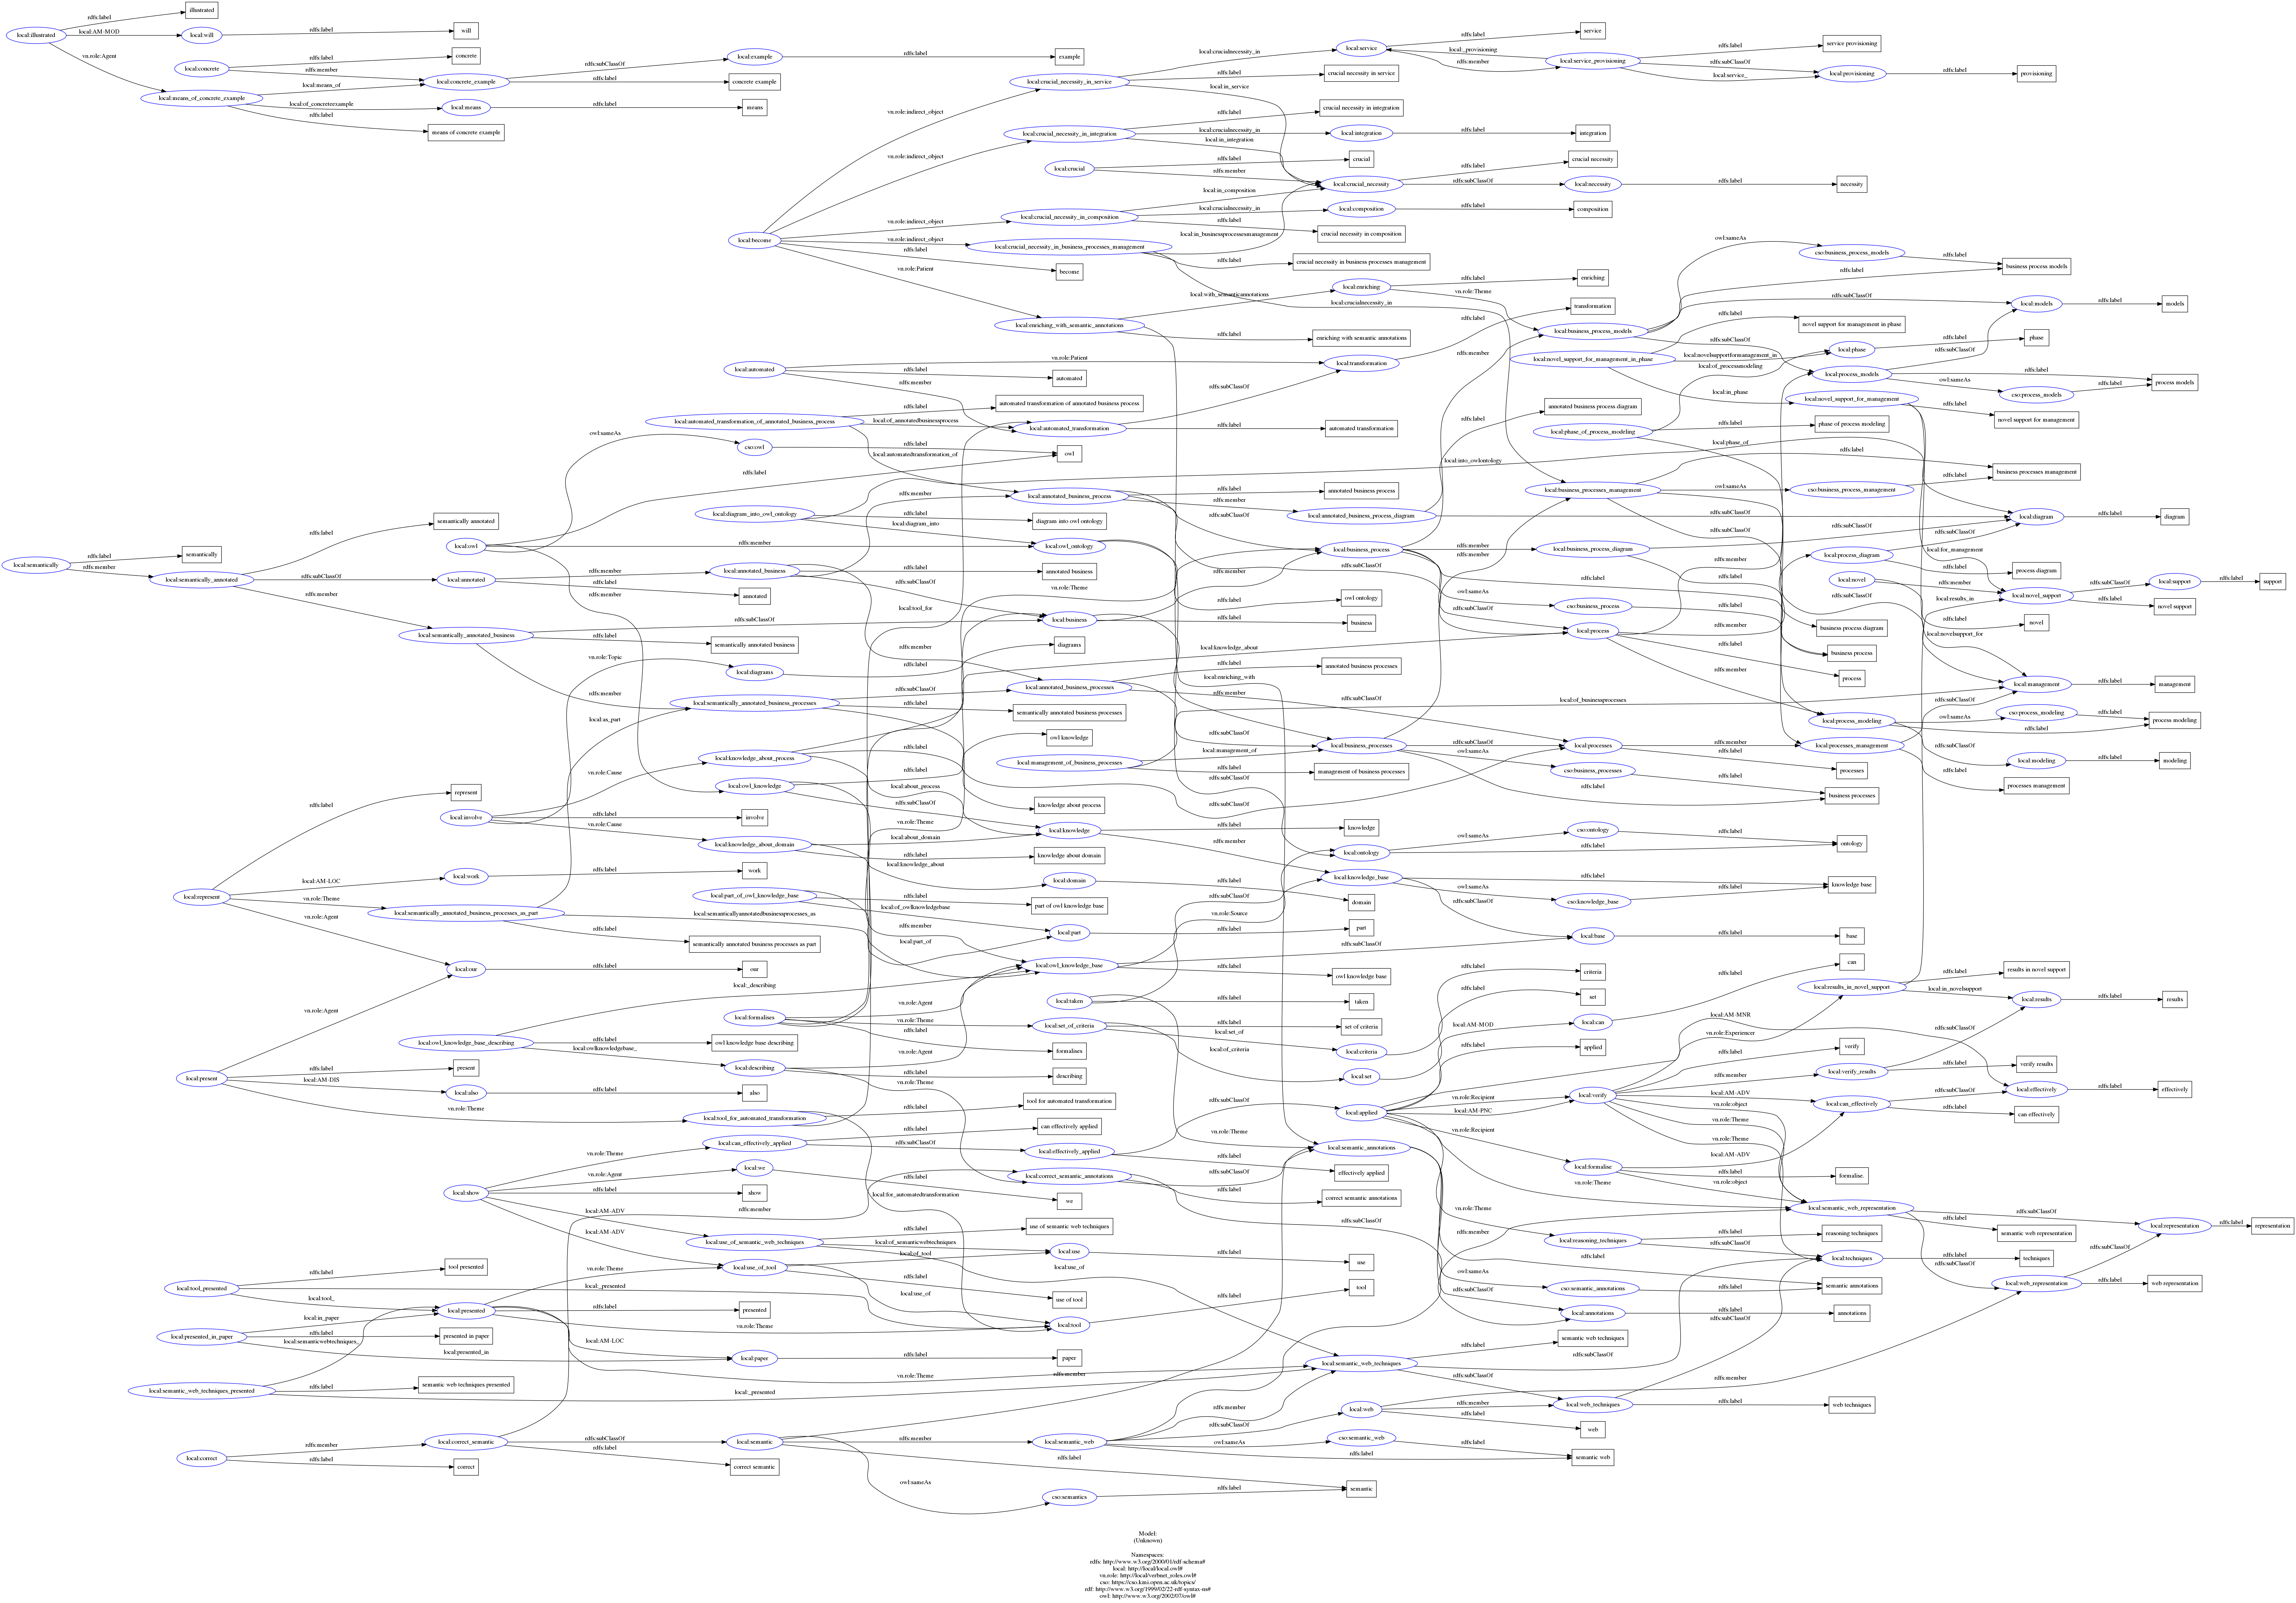 rdfs:label
illustrated
local:illustrated
local:AM-MOD
local:will
rdfs:label
will
vn.role:Agent
local:concrete
rdfs:label
concrete
rdfs:member
local:concrete_example
rdfs:subClassOf
local:example
rdfs:label
example
rdfs:label
concrete example
local:means_of_concrete_example
local:means_of
local:of_concreteexample
local:means
rdfs:label
means
rdfs:label
means of concrete example
local:crucialnecessity_in
local:service
rdfs:label
service
local:_provisioning
rdfs:member
local:service_provisioning
rdfs:label
service provisioning
rdfs:subClassOf
local:service_
local:provisioning
rdfs:label
provisioning
local:crucial_necessity_in_service
rdfs:label
crucial necessity in service
local:in_service
vn.role:indirect_object
rdfs:label
crucial necessity in integration
local:crucial_necessity_in_integration
local:crucialnecessity_in
local:integration
rdfs:label
integration
local:in_integration
vn.role:indirect_object
local:crucial
rdfs:label
crucial
rdfs:member
local:crucial_necessity
rdfs:label
crucial necessity
rdfs:subClassOf
local:necessity
rdfs:label
necessity
local:in_composition
local:crucial_necessity_in_composition
local:crucialnecessity_in
local:composition
rdfs:label
composition
rdfs:label
crucial necessity in composition
vn.role:indirect_object
local:become
vn.role:indirect_object
local:crucial_necessity_in_business_processes_management
local:in_businessprocessesmanagement
rdfs:label
crucial necessity in business processes management
rdfs:label
become
vn.role:Patient
local:crucialnecessity_in
owl:sameAs
cso:business_process_models
rdfs:label
business process models
rdfs:label
local:enriching
rdfs:label
enriching
vn.role:Theme
local:with_semanticannotations
local:enriching_with_semantic_annotations
rdfs:label
enriching with semantic annotations
rdfs:label
transformation
local:business_process_models
rdfs:subClassOf
local:models
rdfs:label
models
rdfs:subClassOf
rdfs:label
novel support for management in phase
local:novel_support_for_management_in_phase
local:novelsupportformanagement_in
local:phase
rdfs:label
phase
local:of_processmodeling
local:in_phase
local:process_models
rdfs:subClassOf
rdfs:label
process models
owl:sameAs
cso:process_models
rdfs:label
local:automated
vn.role:Patient
local:transformation
rdfs:label
automated
rdfs:member
rdfs:subClassOf
rdfs:member
local:novel_support_for_management
rdfs:label
novel support for management
rdfs:label
automated transformation of annotated business process
local:automated_transformation_of_annotated_business_process
local:of_annotatedbusinessprocess
local:automated_transformation
rdfs:label
automated transformation
local:automatedtransformation_of
rdfs:label
annotated business process diagram
local:phase_of_process_modeling
rdfs:label
phase of process modeling
local:phase_of
owl:sameAs
cso:owl
rdfs:label
owl
rdfs:label
local:into_owlontology
rdfs:label
business processes management
local:business_processes_management
owl:sameAs
cso:business_process_management
rdfs:label
rdfs:subClassOf
rdfs:member
local:annotated_business_process
rdfs:label
annotated business process
rdfs:member
local:annotated_business_process_diagram
rdfs:subClassOf
local:diagram
rdfs:label
diagram
local:diagram_into_owl_ontology
rdfs:label
diagram into owl ontology
local:diagram_into
rdfs:subClassOf
rdfs:label
semantically annotated
local:owl
rdfs:member
local:owl_ontology
local:business_process
rdfs:member
rdfs:member
local:business_process_diagram
rdfs:subClassOf
rdfs:subClassOf
local:process_diagram
rdfs:label
process diagram
local:for_management
local:semantically
rdfs:label
semantically
rdfs:member
local:semantically_annotated
rdfs:subClassOf
local:annotated
rdfs:member
local:annotated_business
rdfs:label
annotated business
rdfs:label
annotated
rdfs:member
rdfs:subClassOf
vn.role:Theme
rdfs:member
rdfs:subClassOf
rdfs:label
rdfs:label
rdfs:member
local:novel
rdfs:member
rdfs:subClassOf
local:novel_support
rdfs:subClassOf
local:support
rdfs:label
support
rdfs:label
novel support
local:results_in
rdfs:label
novel
rdfs:label
owl ontology
owl:sameAs
cso:business_process
rdfs:label
business process diagram
rdfs:subClassOf
local:tool_for
local:business
rdfs:label
business
local:process
rdfs:member
business process
rdfs:label
process
local:novelsupport_for
rdfs:member
local:semantically_annotated_business
rdfs:subClassOf
rdfs:label
semantically annotated business
rdfs:label
diagrams
rdfs:member
local:knowledge_about
vn.role:Topic
local:diagrams
rdfs:label
rdfs:label
annotated business processes
rdfs:member
local:enriching_with
local:annotated_business_processes
rdfs:member
rdfs:subClassOf
rdfs:member
local:semantically_annotated_business_processes
rdfs:subClassOf
rdfs:label
semantically annotated business processes
local:of_businessprocesses
local:management
rdfs:label
management
rdfs:subClassOf
local:process_modeling
owl:sameAs
cso:process_modeling
rdfs:label
process modeling
rdfs:label
local:as_part
owl knowledge
rdfs:subClassOf
local:business_processes
rdfs:subClassOf
local:processes
rdfs:member
local:processes_management
rdfs:subClassOf
local:modeling
rdfs:label
modeling
rdfs:label
local:knowledge_about_process
rdfs:label
local:management_of_business_processes
local:management_of
rdfs:label
management of business processes
owl:sameAs
cso:business_processes
rdfs:label
processes
rdfs:label
business processes
rdfs:label
processes management
vn.role:Cause
rdfs:label
represent
local:owl_knowledge
rdfs:label
local:about_process
rdfs:subClassOf
rdfs:subClassOf
rdfs:subClassOf
rdfs:label
knowledge about process
local:involve
rdfs:label
involve
vn.role:Cause
vn.role:Theme
local:knowledge
rdfs:label
knowledge
owl:sameAs
cso:ontology
rdfs:label
ontology
local:knowledge_about_domain
local:about_domain
rdfs:label
knowledge about domain
rdfs:member
local:ontology
rdfs:label
local:knowledge_about
local:represent
local:AM-LOC
local:work
rdfs:label
work
local:domain
rdfs:label
domain
local:knowledge_base
rdfs:label
knowledge base
owl:sameAs
cso:knowledge_base
rdfs:label
rdfs:subClassOf
local:part_of_owl_knowledge_base
rdfs:label
part of owl knowledge base
local:of_owlknowledgebase
rdfs:subClassOf
vn.role:Theme
local:semantically_annotated_business_processes_as_part
local:semanticallyannotatedbusinessprocesses_as
vn.role:Source
rdfs:label
semantically annotated business processes as part
vn.role:Agent
rdfs:member
local:part
rdfs:label
part
local:part_of
local:base
rdfs:label
base
rdfs:subClassOf
local:our
rdfs:label
our
local:owl_knowledge_base
rdfs:label
owl knowledge base
rdfs:label
criteria
rdfs:label
can
rdfs:label
results in novel support
local:results_in_novel_support
local:in_novelsupport
local:results
rdfs:label
results
local:_describing
vn.role:Agent
local:taken
rdfs:label
taken
rdfs:label
set
vn.role:Agent
local:formalises
vn.role:Theme
local:set_of_criteria
rdfs:label
set of criteria
local:set_of
rdfs:label
formalises
local:AM-MOD
local:can
local:AM-MNR
vn.role:Experiencer
rdfs:subClassOf
local:owl_knowledge_base_describing
rdfs:label
owl knowledge base describing
local:owlknowledgebase_
vn.role:Agent
local:of_criteria
local:criteria
rdfs:label
applied
rdfs:label
verify
rdfs:label
verify results
local:describing
rdfs:label
describing
vn.role:Theme
local:set
local:present
rdfs:label
present
local:AM-DIS
local:also
rdfs:label
also
rdfs:member
local:verify_results
vn.role:Theme
rdfs:label
tool for automated transformation
local:tool_for_automated_transformation
rdfs:subClassOf
local:applied
vn.role:Recipient
local:AM-PNC
local:verify
local:AM-ADV
local:can_effectively
rdfs:subClassOf
local:effectively
rdfs:label
effectively
rdfs:label
can effectively
vn.role:object
vn.role:Theme
vn.role:Theme
rdfs:label
can effectively applied
local:can_effectively_applied
rdfs:subClassOf
local:effectively_applied
rdfs:label
effectively applied
vn.role:Theme
local:semantic_annotations
vn.role:Recipient
local:formalise
local:AM-ADV
rdfs:label
formalise.
vn.role:object
vn.role:Theme
local:show
vn.role:Theme
vn.role:Agent
local:we
rdfs:label
we
rdfs:label
show
rdfs:label
local:correct_semantic_annotations
rdfs:subClassOf
rdfs:label
correct semantic annotations
local:for_automatedtransformation
rdfs:member
local:AM-ADV
local:AM-ADV
rdfs:label
use of semantic web techniques
local:use_of_semantic_web_techniques
local:of_semanticwebtechniques
local:of_tool
local:use
rdfs:label
use
local:use_of
rdfs:subClassOf
vn.role:Theme
rdfs:member
local:semantic_web_representation
rdfs:subClassOf
local:representation
rdfs:label
representation
rdfs:label
semantic web representation
local:reasoning_techniques
rdfs:label
reasoning techniques
rdfs:subClassOf
local:techniques
rdfs:label
techniques
rdfs:subClassOf
rdfs:subClassOf
local:web_representation
rdfs:label
web representation
rdfs:label
tool presented
local:tool_presented
local:tool_
vn.role:Theme
local:use_of_tool
rdfs:label
use of tool
local:_presented
local:use_of
rdfs:label
tool
rdfs:label
semantic annotations
owl:sameAs
cso:semantic_annotations
rdfs:label
rdfs:subClassOf
local:annotations
rdfs:label
annotations
rdfs:subClassOf
local:in_paper
local:presented
rdfs:label
presented
vn.role:Theme
local:tool
local:presented_in_paper
rdfs:label
presented in paper
local:semanticwebtechniques_
local:presented_in
local:AM-LOC
local:paper
rdfs:label
paper
rdfs:label
semantic web techniques
local:semantic_web_techniques
rdfs:subClassOf
vn.role:Theme
rdfs:member
rdfs:subClassOf
rdfs:member
local:semantic_web_techniques_presented
rdfs:label
semantic web techniques presented
local:_presented
rdfs:member
local:web
rdfs:member
local:web_techniques
rdfs:label
web techniques
rdfs:label
web
rdfs:subClassOf
local:correct
rdfs:member
local:correct_semantic
rdfs:subClassOf
local:semantic
rdfs:member
local:semantic_web
owl:sameAs
cso:semantic_web
rdfs:label
semantic web
rdfs:label
rdfs:label
correct
rdfs:label
correct semantic
rdfs:label
owl:sameAs
cso:semantics
rdfs:label
semantic
Model:
(Unknown)
Namespaces:
rdfs: http://www.w3.org/2000/01/rdf-schema#
local: http://local/local.owl#
vn.role: http://local/verbnet_roles.owl#
cso: https://cso.kmi.open.ac.uk/topics/
rdf: http://www.w3.org/1999/02/22-rdf-syntax-ns#
owl: http://www.w3.org/2002/07/owl#